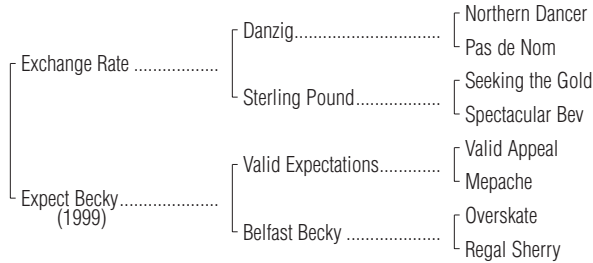 Northern Dancer
Danzig..............................
Pas de Nom
Exchange Rate .................
Seeking the Gold
Sterling Pound.................
Spectacular Bev
Valid Appeal
Valid Expectations............
Mepache
Expect Becky....................
(1999)
Overskate
Belfast Becky ..................
Regal Sherry